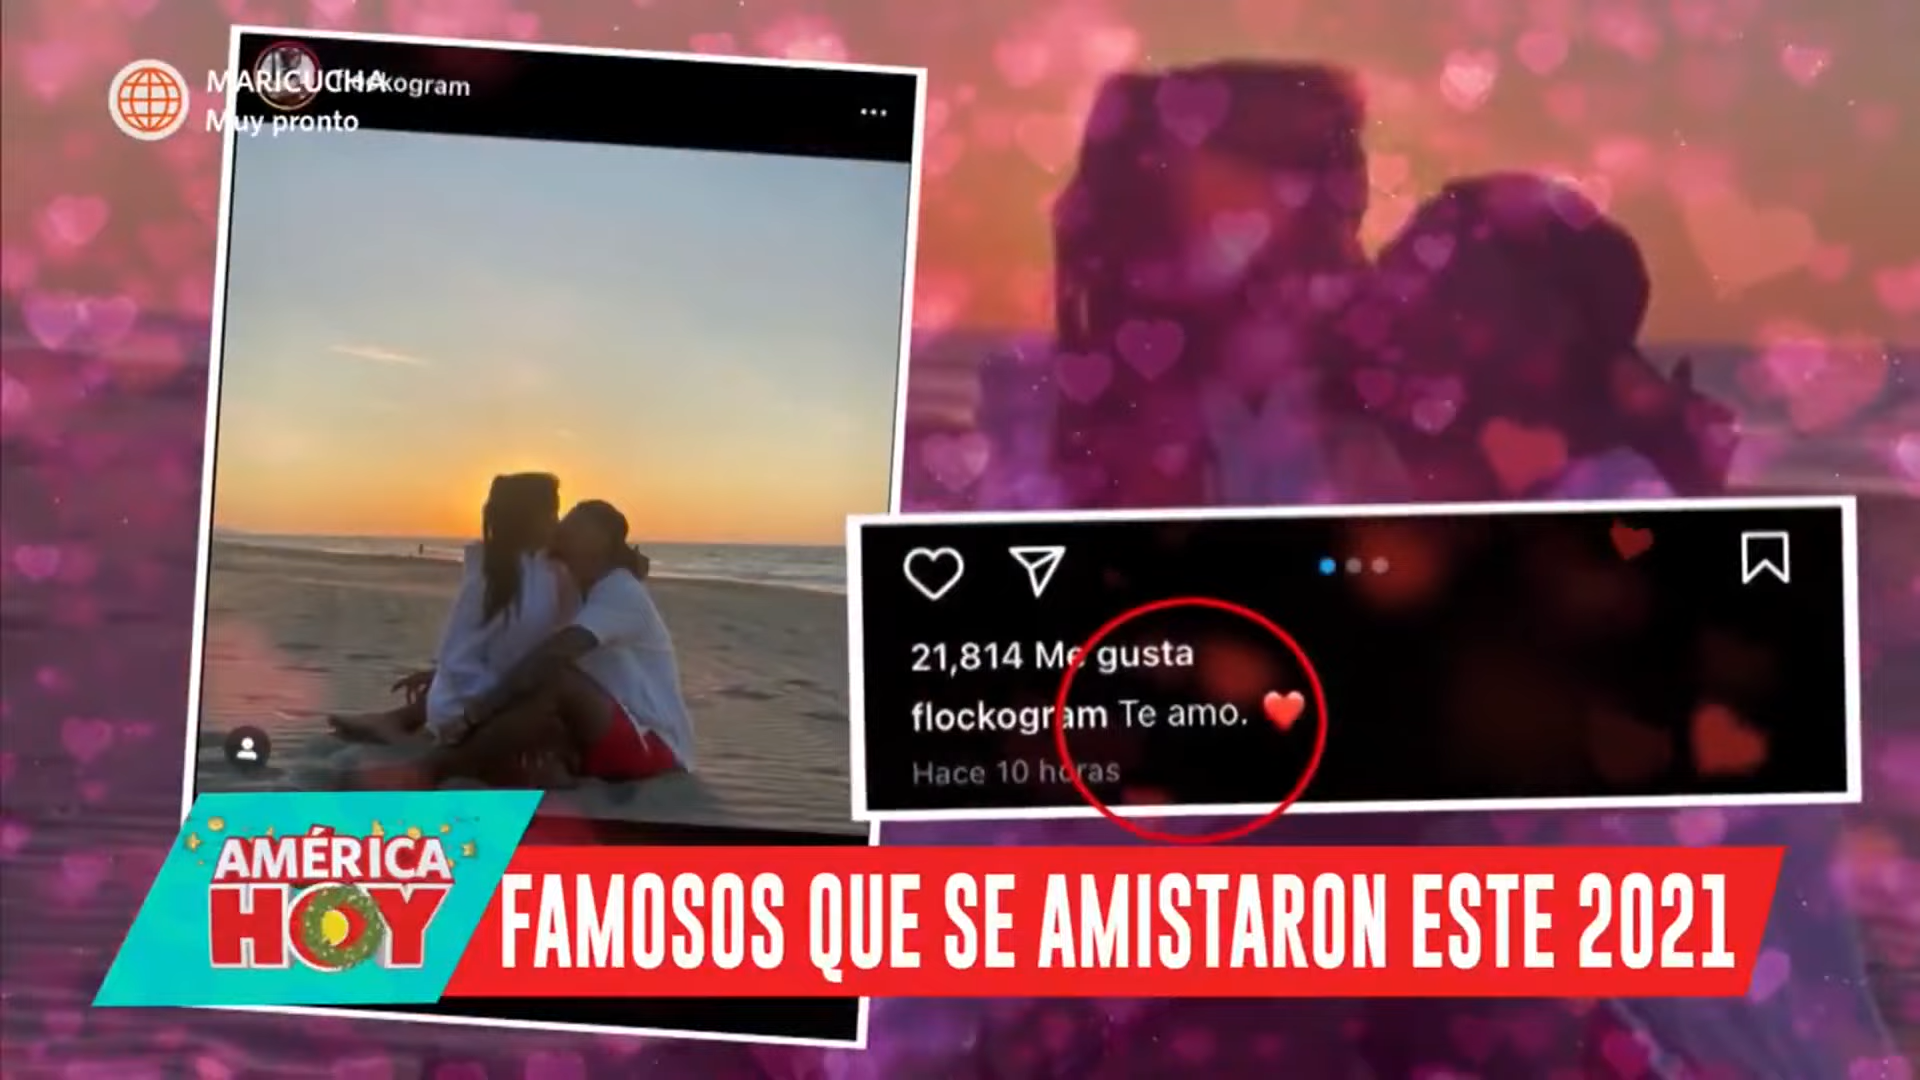 MARICUCHA
Muy pronto
flockogram
21,814 Me gusta
flockogram Te amo. ❤️
Hace 10 horas
AMÉRICA
HOY
FAMOSOS QUE SE AMISTARON ESTE 2021